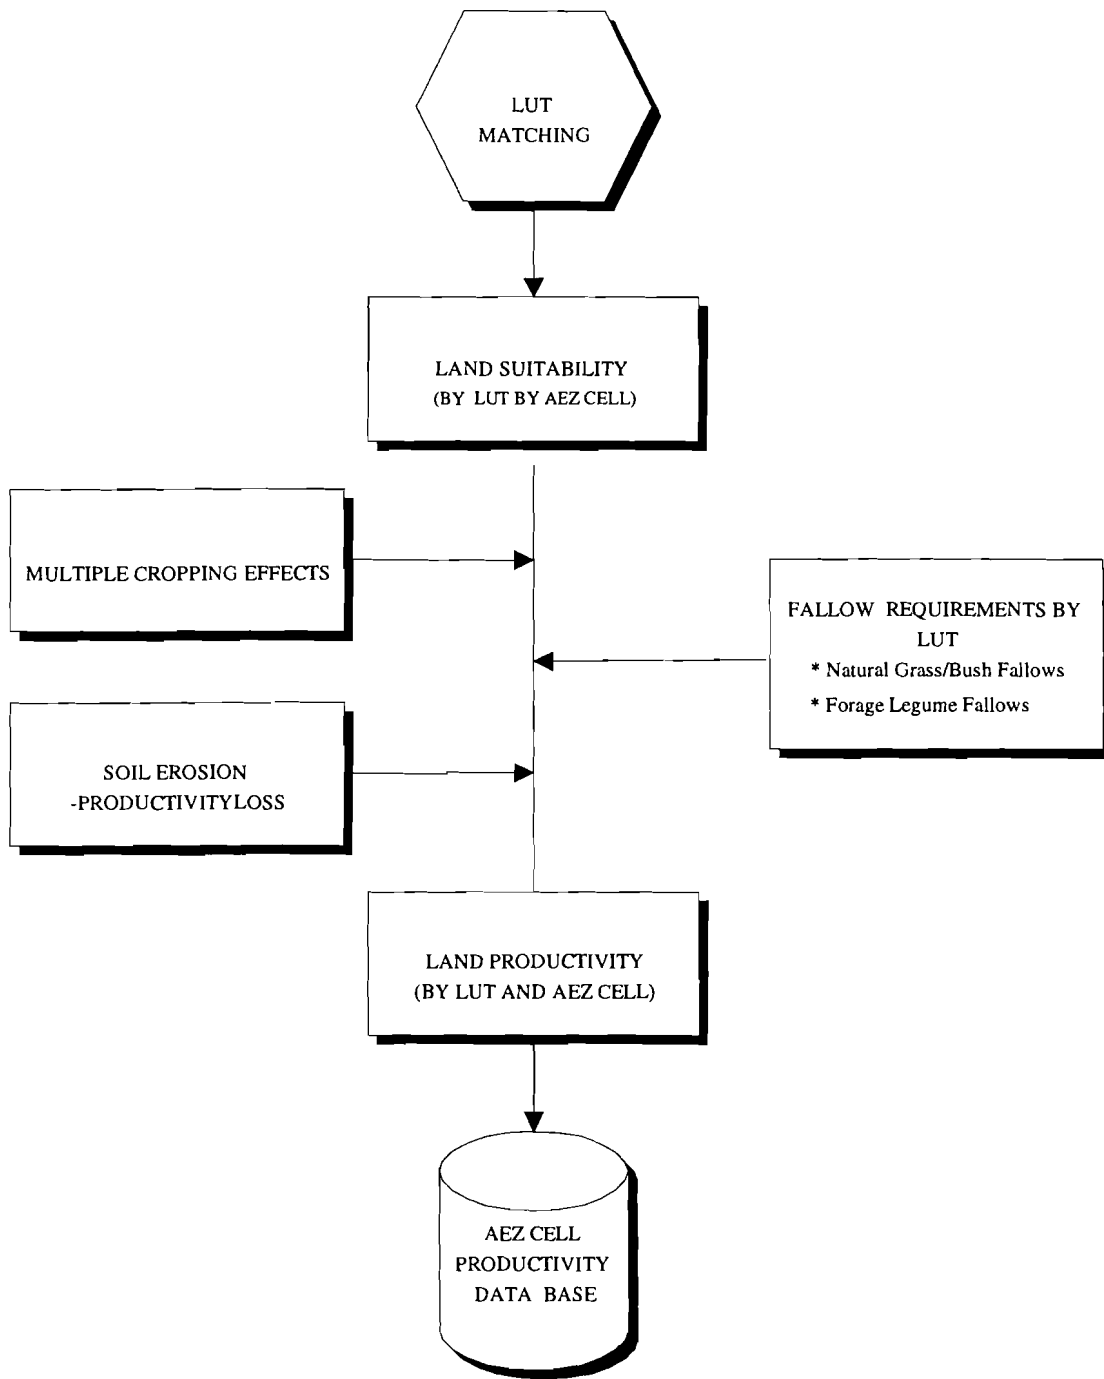 LUT
MATCHING
LAND SUITABILITY
(BY LUT BY AEZ CELL)
MULTIPLE CROPPING EFFECTS
FALLOW REQUIREMENTS BY
LUT
* Natural Grass/Bush Fallows
* Forage Legume Fallows
SOIL EROSION
-PRODUCTIVITYLOSS
LAND PRODUCTIVITY
(BY LUT AND AEZ CELL)
AEZ CELL
PRODUCTIVITY
DATA BASE